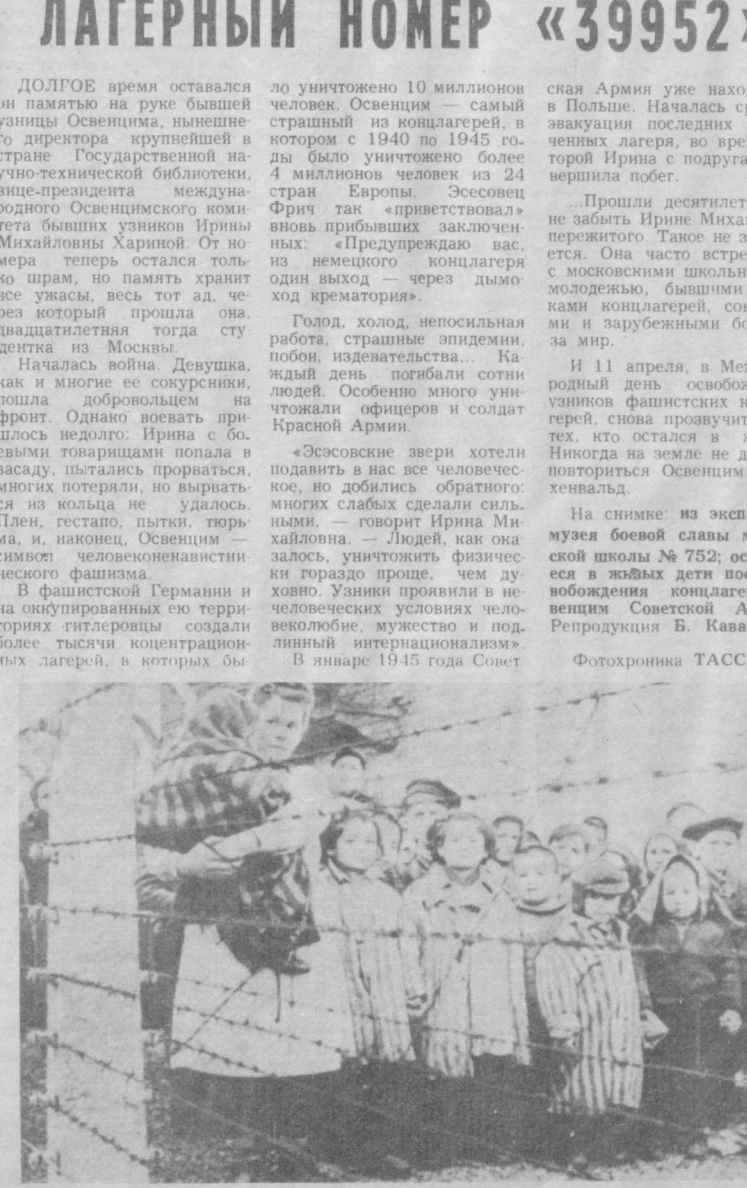 ЛАГЕРНЫЙ НОМЕР «39952»
ДОЛГОЕ время оставался
он памятью на руке бывшей
узницы Освенцима, нынешне-
го директора крупнейшей в
стране Государственной на-
учно-технической библиотеки,
вице-президента междуна-
родного Освенцимского коми-
тета бывших узников Ирины
Михайловны Хариной. От но-
мера теперь остался толь-
ко шрам, но память хранит
все ужасы, весь тот ад, че-
рез который прошла она,
двадцатилетняя тогда сту
дентка из Москвы.
Началась война. Девушка,
как и многие ее сокурсники,
пошла добровольцем на
фронт. Однако воевать при-
шлось недолго: Ирина с бо-
евыми товарищами попала в
засаду, пытались прорваться,
многих потеряли, но вырвать-
ся из кольца не удалось.
Плен, гестапо, пытки, тюрь-
ма, и, наконец, Освенцим —
символ человеконенавистни-
ческого фашизма.
В фашистской Германии и
на оккупированных ею терри-
ториях гитлеровцы создали
более тысячи коцентрацион-
ных лагерей, в которых бы
ло уничтожено 10 миллионов
человек. Освенцим — самый
страшный из концлагерей, в
котором с 1940 по 1945 го-
ды было уничтожено более
4 миллионов человек из 24
стран Европы. Эсесовец
Фрич так «приветствовал»
вновь прибывших заключен-
ных: «Предупреждаю вас,
из немецкого концлагеря
один выход — через дымо
ход крематория».
Голод, холод, непосильная
работа, страшные эпидемии,
побои, издевательства... Ка-
ждый день погибали сотни
людей. Особенно много уни-
чтожали офицеров и солдат
Красной Армии.
«Эсэсовские звери хотели
подавить в нас все человечес-
кое, но добились обратного:
многих слабых сделали силь-
ными, — говорит Ирина Ми-
хайловна. — Людей, как ока
залось, уничтожить физичес-
ки гораздо проще, чем ду-
ховно. Узники проявили в не-
человеческих условиях чело-
веколюбие, мужество и под-
линный интернационализм».
В январе 1945 года Совет
ская Армия уже нахо
в Польше. Началась ср
эвакуация последних
ченных лагеря, во вре
торой Ирина с подруга
вершила побег.
...Прошли десятилет
не забыть Ирине Миха
пережитого. Такое не з
ется. Она часто встре
с московскими школьн
молодежью, бывшими
ками концлагерей, со
ми и зарубежными бо
за мир.
И 11 апреля, в Ме
родный день освобо
узников фашистских к
герей, снова прозвучит
тех, кто остался в ж
Никогда на земле не д
повториться Освенцим
хенвальд.
На снимке: из эксп
музея боевой славы м
ской школы № 752; ос
еся в живых дети пос
вобождения концлаге
венцим Советской А
Репродукция Б. Кава
Фотохроника ТАСС